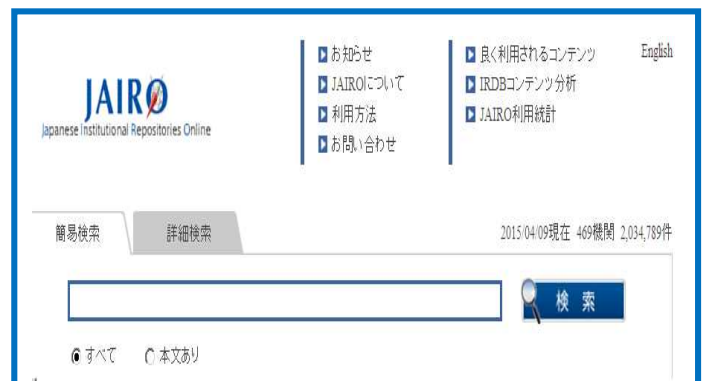 JAIRO
Japanese Institutional Repositories Online
お知らせ
JAIROについて
利用方法
お問い合わせ
良く利用されるコンテンツ
IRDBコンテンツ分析
JAIRO利用統計
English
簡易検索
詳細検索
2015/04/09現在 469機関 2,034,789件
検 索
すべて 本文あり